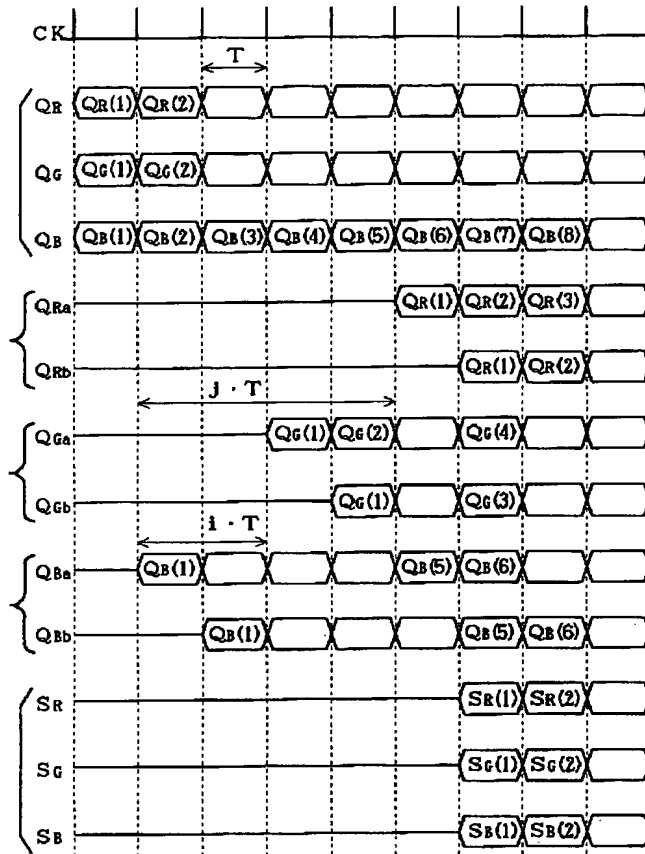 CK
T
QR QR(1) QR(2)
QG QG(1) QG(2)
QB QB(1) QB(2) QB(3) QB(4) QB(5) QB(6) QB(7) QB(8)
QRa QR(1) QR(2) QR(3)
QRb QR(1) QR(2)
j · T
QGa QG(1) QG(2) QG(4)
QGb QG(1) QG(3)
i · T
QBa QB(1) QB(5) QB(6)
QBb QB(1) QB(5) QB(6)
SR SR(1) SR(2)
SG SG(1) SG(2)
SB SB(1) SB(2)